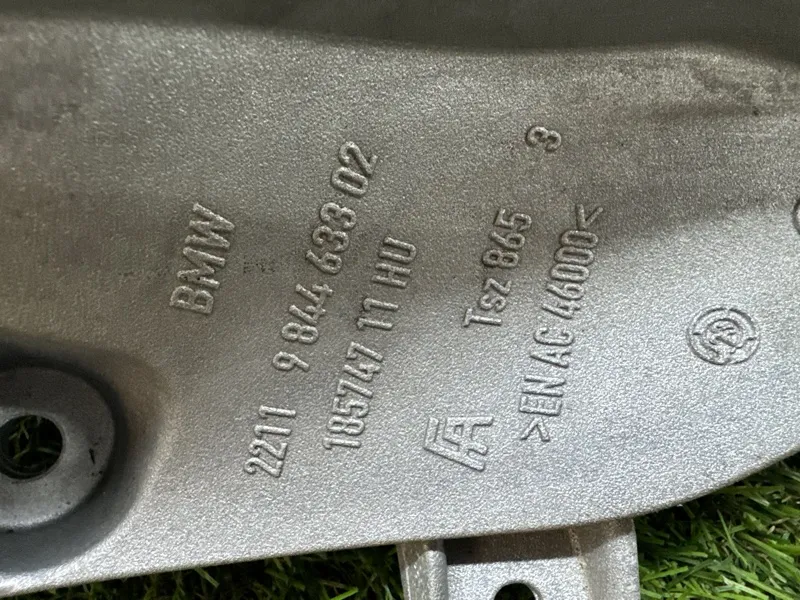 BMW
2211 9 844 633 02
185747 11 HU
Tsz 865 3
>EN AC 46000<